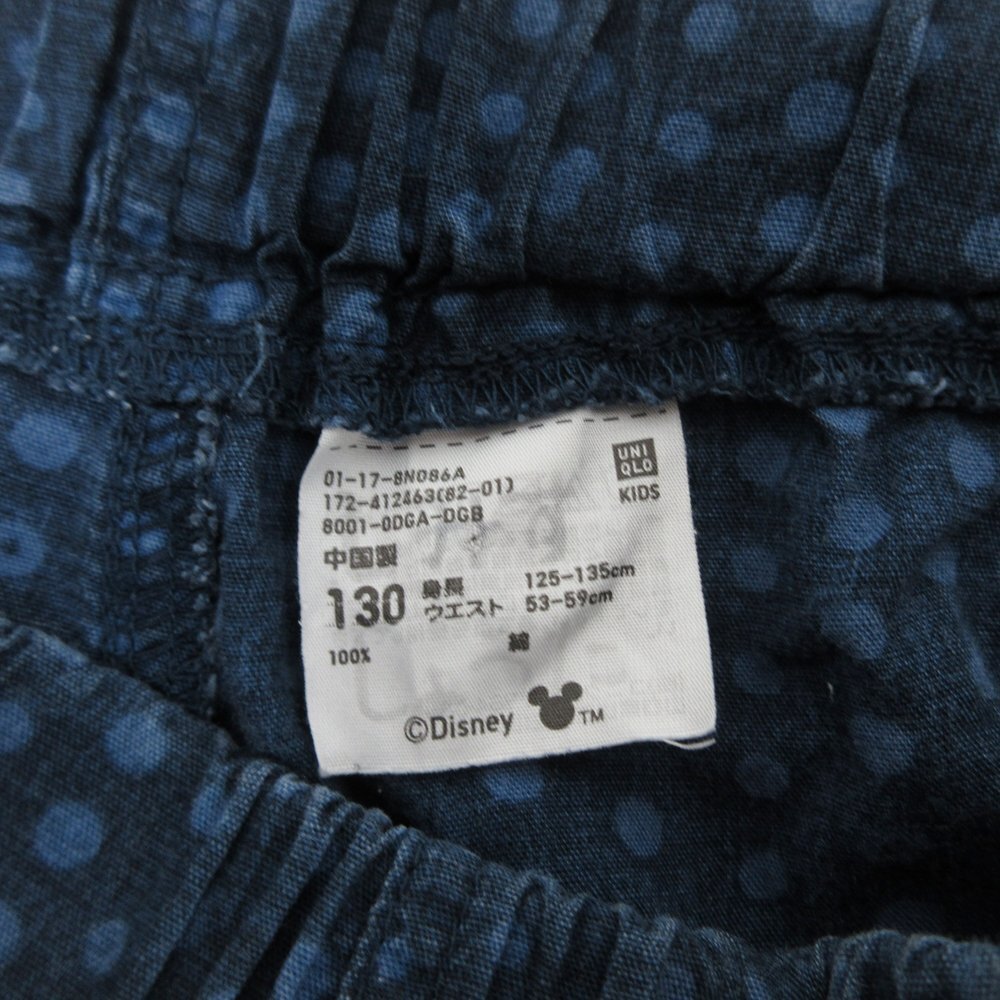 01-17-8N086A
172-412463(82-01)
8001-0DGA-DGB
UNI
QLO
KIDS
中国製
130
身長 125-135cm
ウエスト 53-59cm
100% 綿
©Disney TM